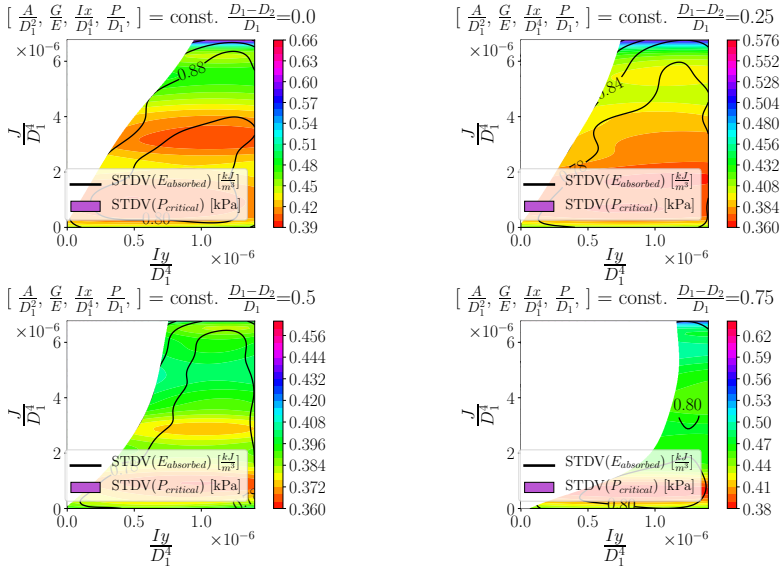 [ A/D₁², G/E, Ix/D₁⁴, P/D₁, ] = const. (D₁−D₂)/D₁=0.0
×10⁻⁶
6
4
2
0
J/D₁⁴
0.88
0.80
STDV(E_absorbed) [kJ/m³]
STDV(P_critical) [kPa]
0.0 0.5 1.0
×10⁻⁶
Iy/D₁⁴
0.66
0.63
0.60
0.57
0.54
0.51
0.48
0.45
0.42
0.39
[ A/D₁², G/E, Ix/D₁⁴, P/D₁, ] = const. (D₁−D₂)/D₁=0.25
×10⁻⁶
6
4
2
0
J/D₁⁴
0.84
0.78
STDV(E_absorbed) [kJ/m³]
STDV(P_critical) [kPa]
0.0 0.5 1.0
×10⁻⁶
Iy/D₁⁴
0.576
0.552
0.528
0.504
0.480
0.456
0.432
0.408
0.384
0.360
[ A/D₁², G/E, Ix/D₁⁴, P/D₁, ] = const. (D₁−D₂)/D₁=0.5
×10⁻⁶
6
4
2
0
J/D₁⁴
STDV(E_absorbed) [kJ/m³]
STDV(P_critical) [kPa]
0.0 0.5 1.0
×10⁻⁶
Iy/D₁⁴
0.456
0.444
0.432
0.420
0.408
0.396
0.384
0.372
0.360
[ A/D₁², G/E, Ix/D₁⁴, P/D₁, ] = const. (D₁−D₂)/D₁=0.75
×10⁻⁶
6
4
2
0
J/D₁⁴
0.80
0.80
STDV(E_absorbed) [kJ/m³]
STDV(P_critical) [kPa]
0.0 0.5 1.0
×10⁻⁶
Iy/D₁⁴
0.62
0.59
0.56
0.53
0.50
0.47
0.44
0.41
0.38